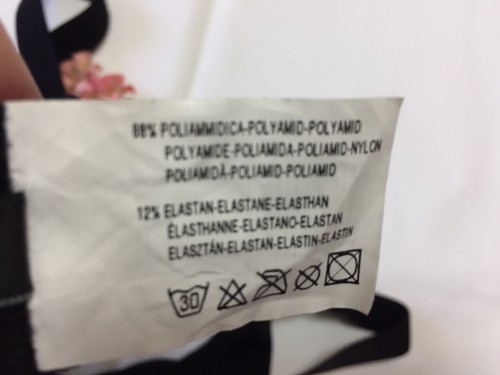 88% POLIAMMIDICA-POLYAMID-POLYAMID
POLYAMIDE-POLIAMIDA-POLIAMID-NYLON
POLIAMIDĂ-POLIAMID-POLIAMID
12% ELASTAN-ELASTANE-ELASTHAN
ÉLASTHANNE-ELASTANO-ELASTAN
ELASZTÁN-ELASTAN-ELASTIN-ELASTIN
30